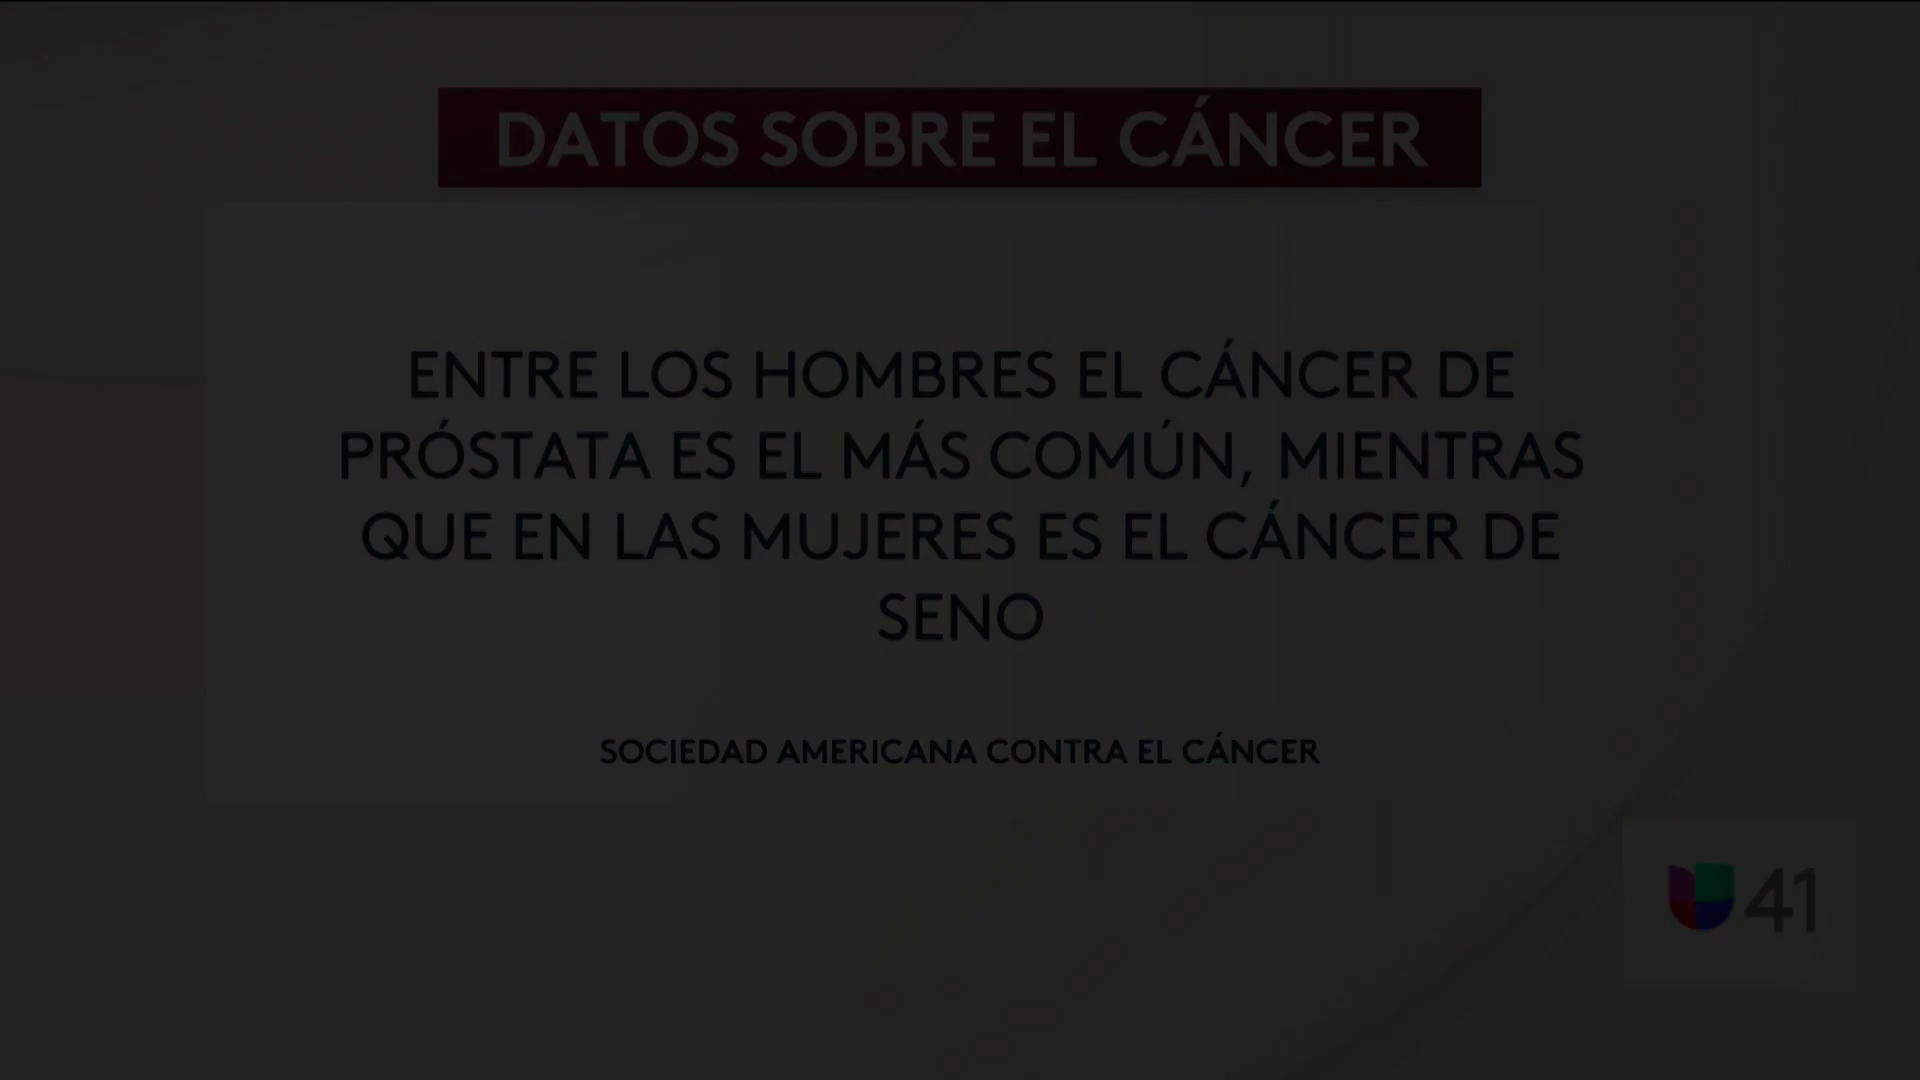 DATOS SOBRE EL CÁNCER
ENTRE LOS HOMBRES EL CÁNCER DE
PRÓSTATA ES EL MÁS COMÚN, MIENTRAS
QUE EN LAS MUJERES ES EL CÁNCER DE
SENO
SOCIEDAD AMERICANA CONTRA EL CÁNCER
41